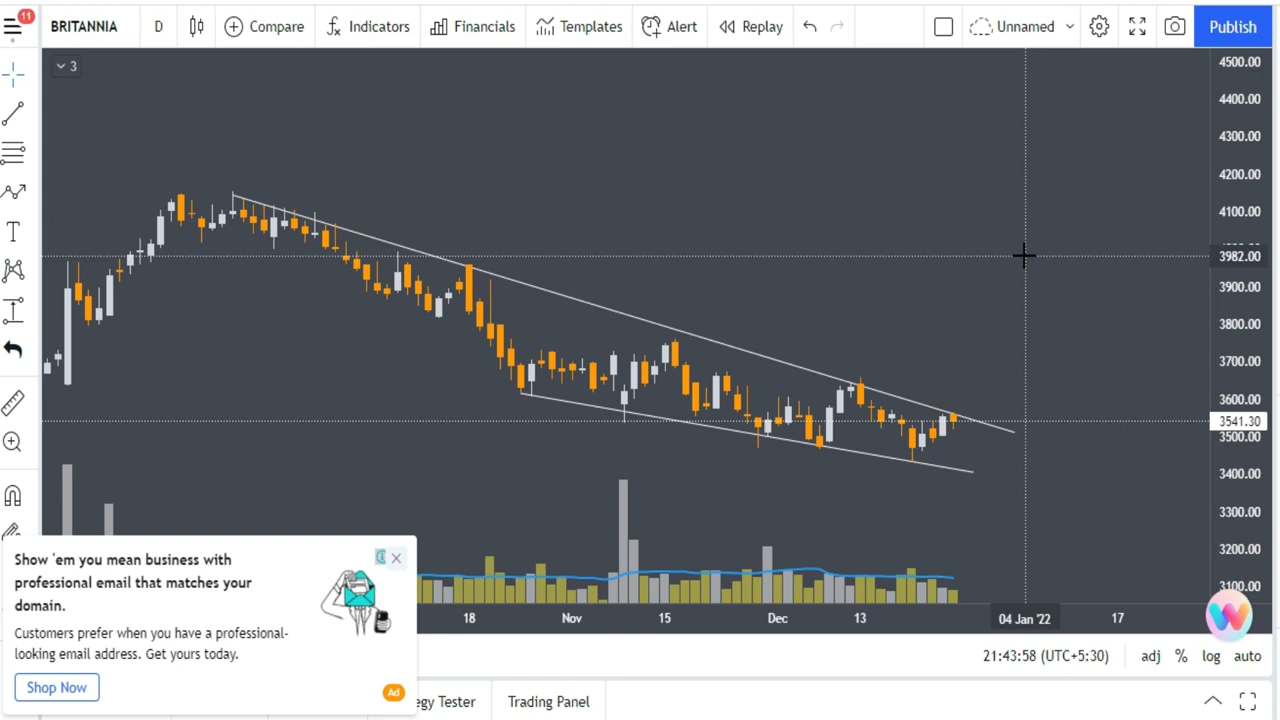 11
BRITANNIA D Compare Indicators Financials Templates Alert Replay Unnamed Publish
3
4500.00
4400.00
4300.00
4200.00
4100.00
3982.00
3900.00
3800.00
3700.00
3600.00
3541.30
3500.00
3400.00
3300.00
3200.00
3100.00
18 Nov 15 Dec 13 04 Jan '22 17
Show 'em you mean business with
professional email that matches your
domain.
Customers prefer when you have a professional-
looking email address. Get yours today.
Shop Now
Ad
21:43:58 (UTC+5:30) adj % log auto
egy Tester Trading Panel